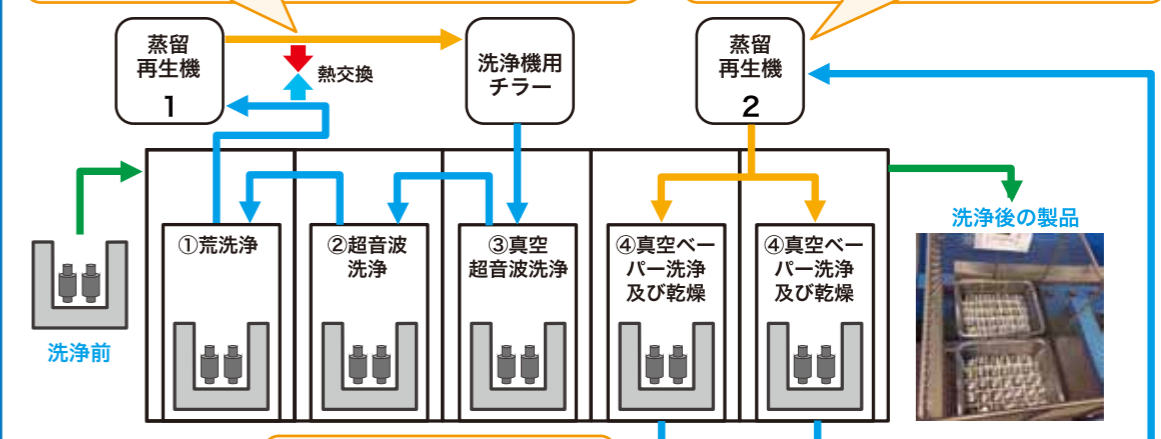 蒸留
再生機
1
熱交換
洗浄機用
チラー
蒸留
再生機
2
洗浄前
①荒洗浄
②超音波
洗浄
③真空
超音波洗浄
④真空ベー
パー洗浄
及び乾燥
④真空ベー
パー洗浄
及び乾燥
洗浄後の製品